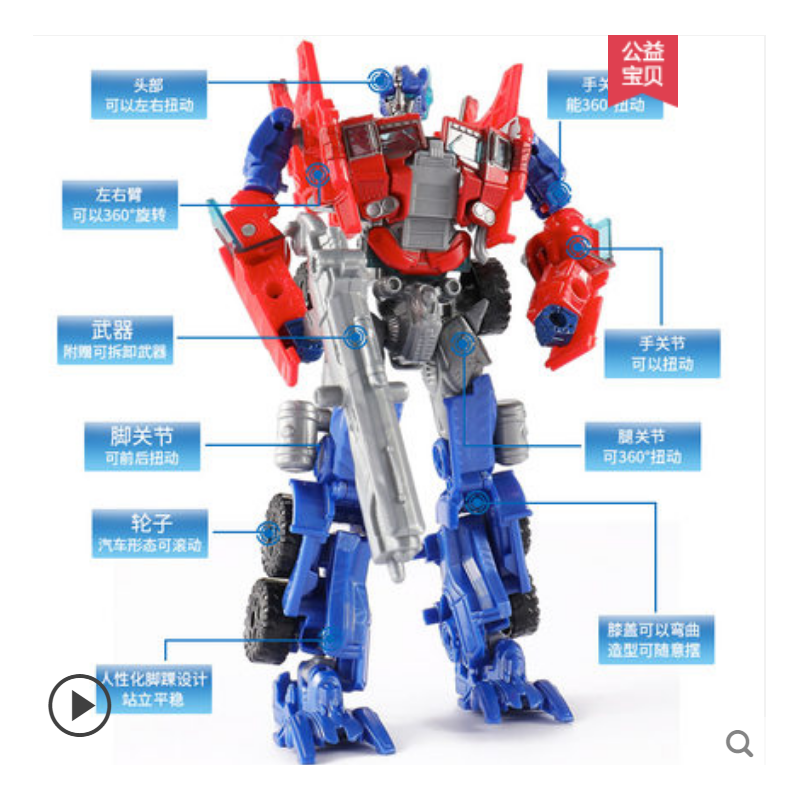 公益
宝贝
头部
可以左右扭动
手关
能360°扭动
左右臂
可以360°旋转
武器
附赠可拆卸武器
手关节
可以扭动
脚关节
可前后扭动
腿关节
可360°扭动
轮子
汽车形态可滚动
膝盖可以弯曲
造型可随意摆
人性化脚踝设计
站立平稳